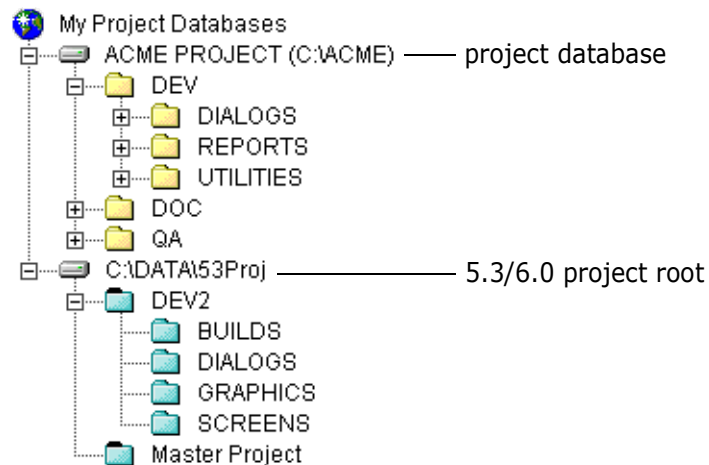 My Project Databases
ACME PROJECT (C:\ACME) project database
DEV
DIALOGS
REPORTS
UTILITIES
DOC
QA
C:\DATA\53Proj 5.3/6.0 project root
DEV2
BUILDS
DIALOGS
GRAPHICS
SCREENS
Master Project